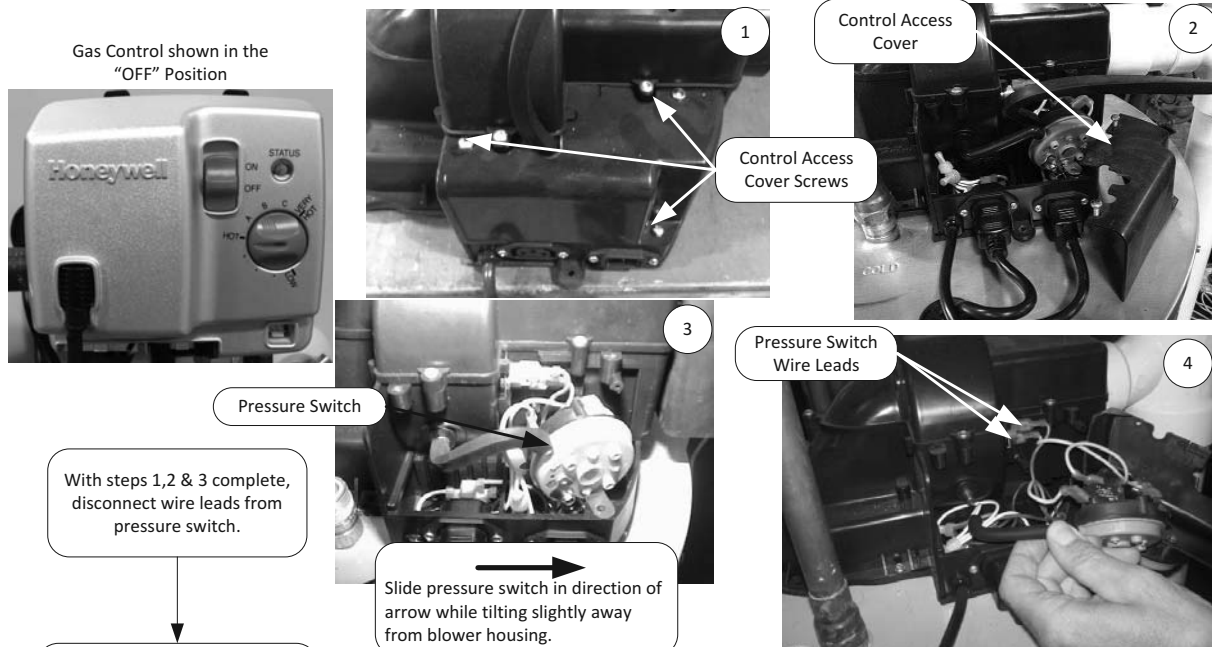 Gas Control shown in the
“OFF” Position
Honeywell
STATUS
ON
OFF
A
B
C
VERY
HOT
HOT
1
Control Access
Cover Screws
Control Access
Cover
2
COLD
3
Pressure Switch
Slide pressure switch in direction of
arrow while tilting slightly away
from blower housing.
Pressure Switch
Wire Leads
4
With steps 1,2 & 3 complete,
disconnect wire leads from
pressure switch.